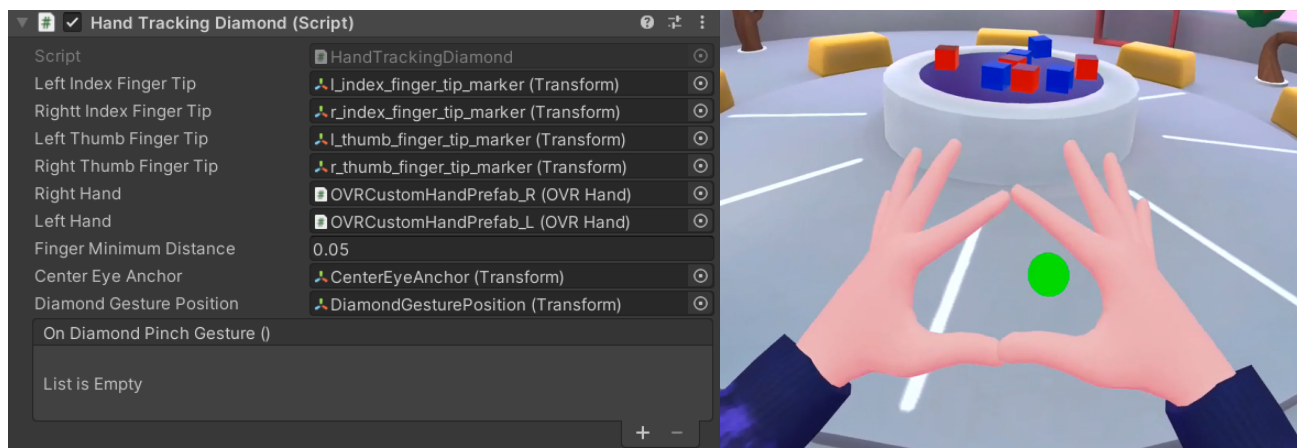 # Hand Tracking Diamond (Script)
Script # HandTrackingDiamond
Left Index Finger Tip l_index_finger_tip_marker (Transform)
Rightt Index Finger Tip r_index_finger_tip_marker (Transform)
Left Thumb Finger Tip l_thumb_finger_tip_marker (Transform)
Right Thumb Finger Tip r_thumb_finger_tip_marker (Transform)
Right Hand # OVRCustomHandPrefab_R (OVR Hand)
Left Hand # OVRCustomHandPrefab_L (OVR Hand)
Finger Minimum Distance 0.05
Center Eye Anchor CenterEyeAnchor (Transform)
Diamond Gesture Position DiamondGesturePosition (Transform)
On Diamond Pinch Gesture ()
List is Empty